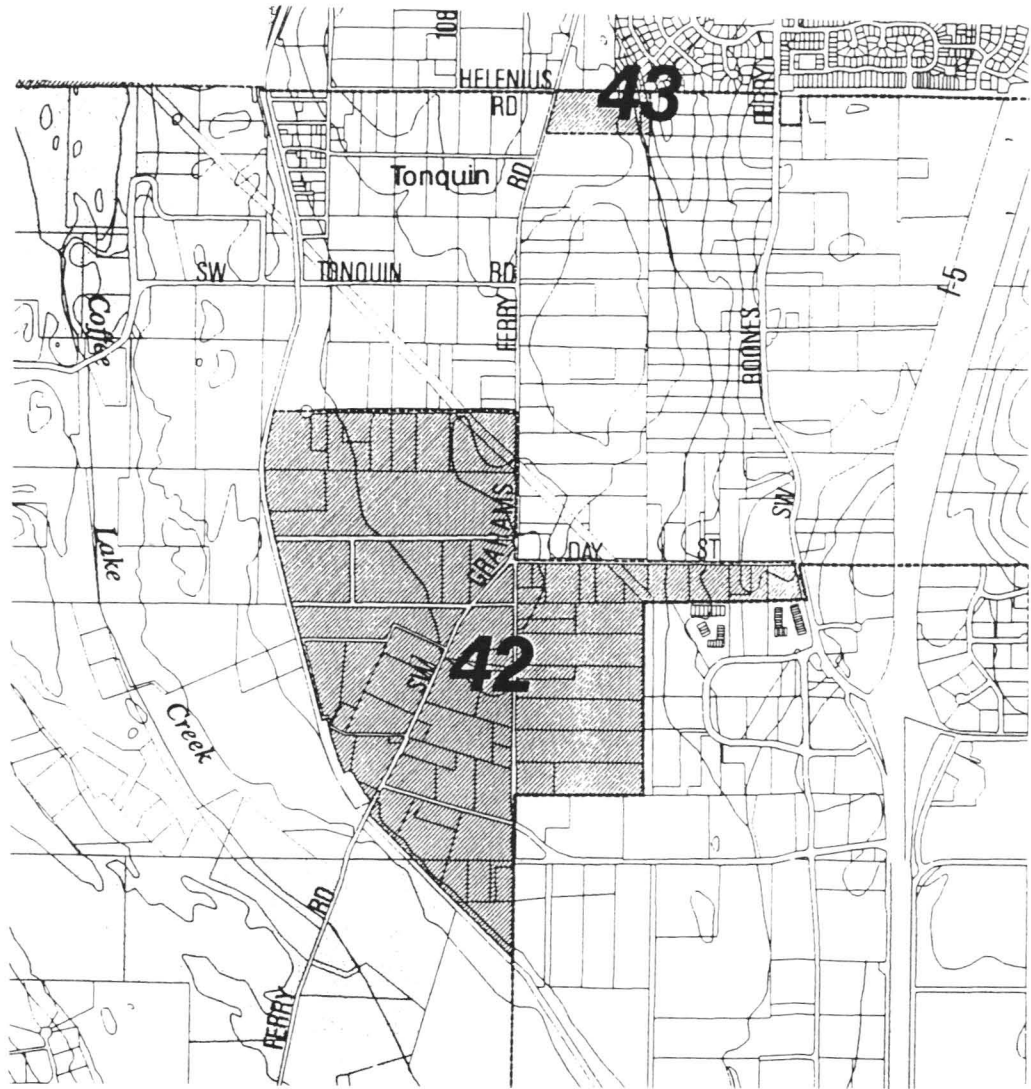 108
HELENIUS
RD
43
FERRY
Tonquin
RD
SW
TONQUIN
RD
Coffee
FERRY
BOONES
I-5
GRAHAMS
SW
DAY
ST
Lake
SW
42
Creek
RD
FERRY